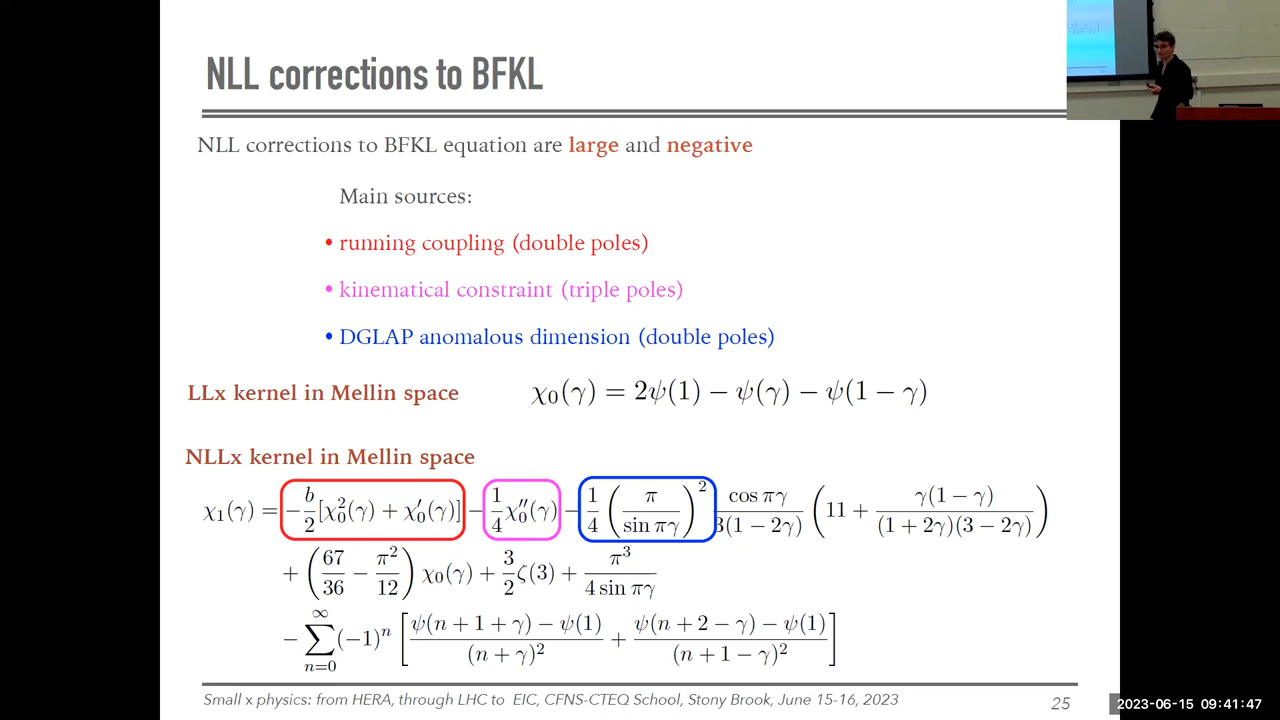 NLL corrections to BFKL
NLL corrections to BFKL equation are large and negative
Main sources:
• running coupling (double poles)
• kinematical constraint (triple poles)
• DGLAP anomalous dimension (double poles)
LLx kernel in Mellin space χ₀(γ) = 2ψ(1) − ψ(γ) − ψ(1 − γ)
NLLx kernel in Mellin space
χ₁(γ) = −b/2[χ₀²(γ) + χ₀′(γ)] − 1/4 χ₀″(γ) − 1/4 (π/sin πγ)² cos πγ/3(1 − 2γ) (11 + γ(1 − γ)/(1 + 2γ)(3 − 2γ))
+ (67/36 − π²/12) χ₀(γ) + 3/2 ζ(3) + π³/4 sin πγ
− ∑_{n=0}^{∞} (−1)ⁿ [ψ(n + 1 + γ) − ψ(1)/(n + γ)² + ψ(n + 2 − γ) − ψ(1)/(n + 1 − γ)²]
Small x physics: from HERA, through LHC to EIC, CFNS-CTEQ School, Stony Brook, June 15-16, 2023
25
2023-06-15 09:41:47